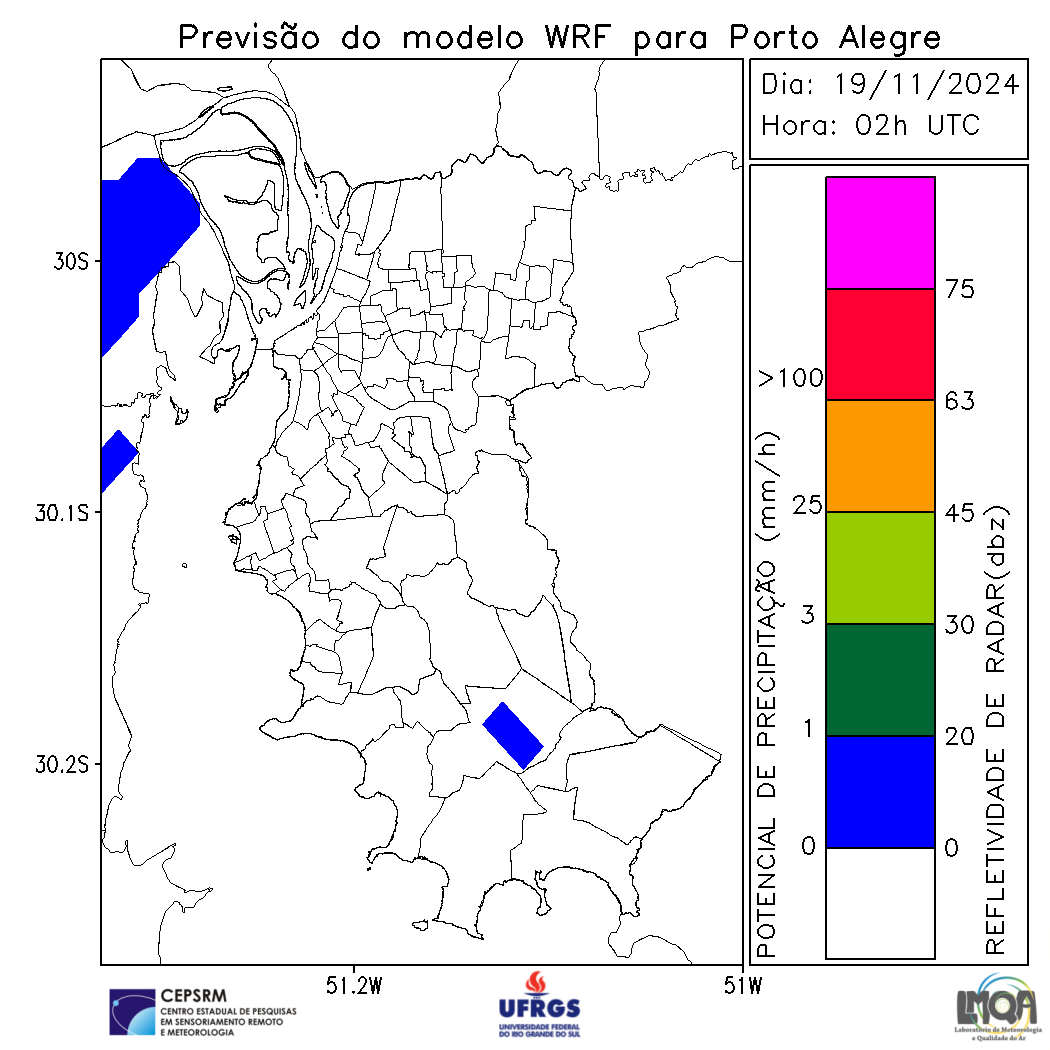 Previsão do modelo WRF para Porto Alegre
Dia: 19/11/2024
Hora: 02h UTC
30S
30.1S
30.2S
51.2W
51W
POTENCIAL DE PRECIPITAÇÃO (mm/h)
>100
25
3
1
0
75
63
45
30
20
0
REFLETIVIDADE DE RADAR(dbz)
CEPSRM
CENTRO ESTADUAL DE PESQUISAS
EM SENSORIAMENTO REMOTO
E METEOROLOGIA
UFRGS
UNIVERSIDADE FEDERAL
DO RIO GRANDE DO SUL
LMQA
Laboratório de Meteorologia
e Qualidade do Ar